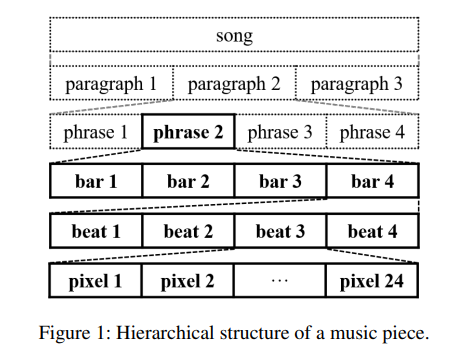 song
paragraph 1 paragraph 2 paragraph 3
phrase 1 phrase 2 phrase 3 phrase 4
bar 1 bar 2 bar 3 bar 4
beat 1 beat 2 beat 3 beat 4
pixel 1 pixel 2 ... pixel 24
Figure 1: Hierarchical structure of a music piece.